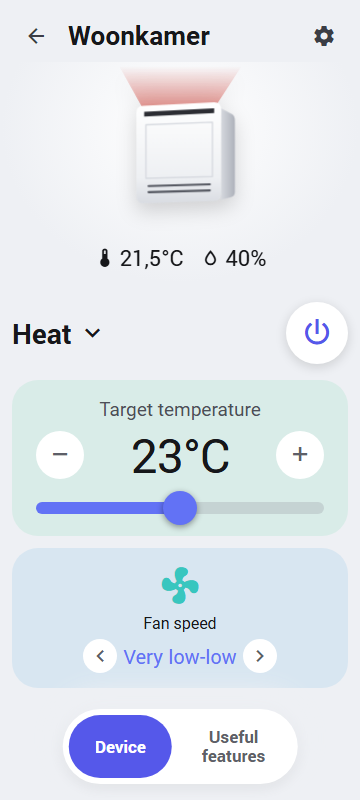 Woonkamer
21,5°C 40%
Heat
Target temperature
23°C
Fan speed
Very low-low
Device
Useful
features